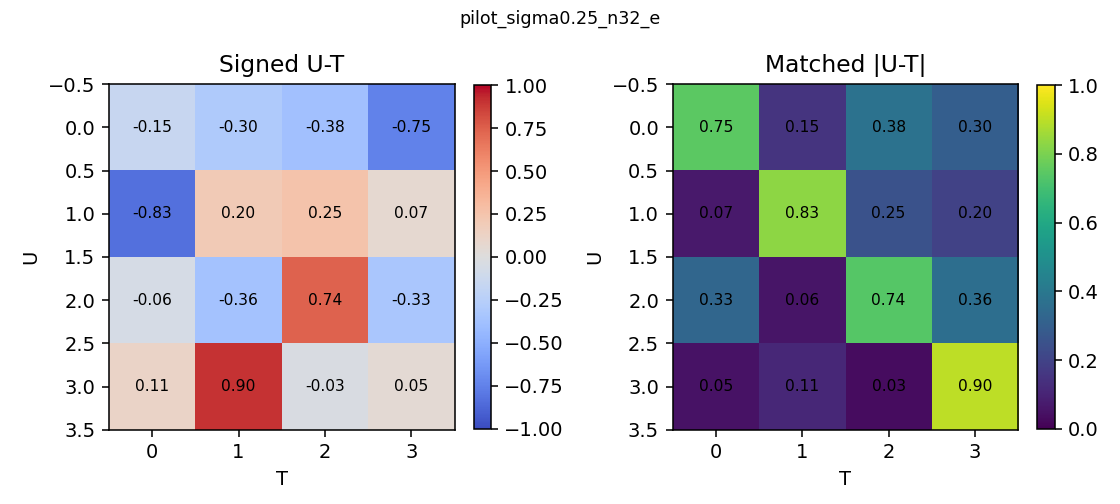 pilot_sigma0.25_n32_e
Signed U-T
−0.5
0.0
0.5
1.0
1.5
2.0
2.5
3.0
3.5
U
-0.15 -0.30 -0.38 -0.75
-0.83 0.20 0.25 0.07
-0.06 -0.36 0.74 -0.33
0.11 0.90 -0.03 0.05
0 1 2 3
T
1.00
0.75
0.50
0.25
0.00
−0.25
−0.50
−0.75
−1.00
Matched |U-T|
−0.5
0.0
0.5
1.0
1.5
2.0
2.5
3.0
3.5
U
0.75 0.15 0.38 0.30
0.07 0.83 0.25 0.20
0.33 0.06 0.74 0.36
0.05 0.11 0.03 0.90
0 1 2 3
T
1.0
0.8
0.6
0.4
0.2
0.0